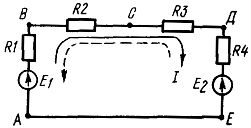 B R2 C R3 Д
R1 R4
E1 I E2
A E